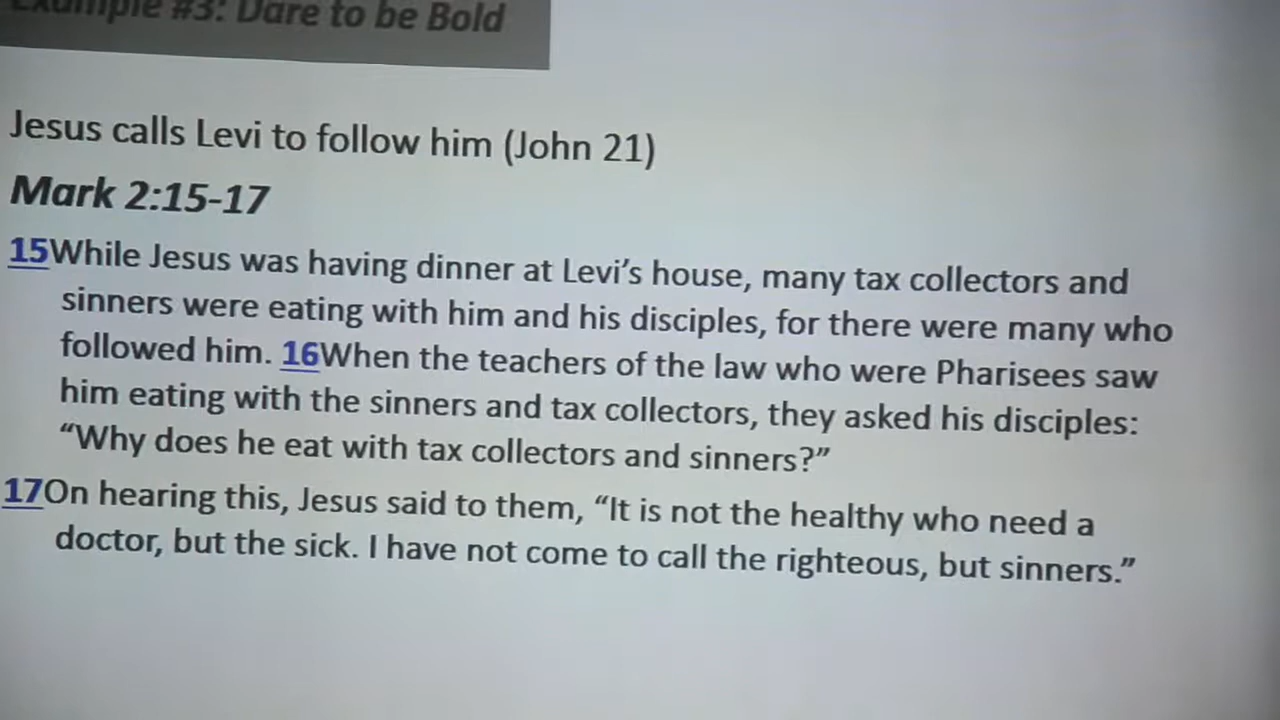 Example #3: Dare to be Bold
Jesus calls Levi to follow him (John 21)
Mark 2:15-17
15While Jesus was having dinner at Levi’s house, many tax collectors and
sinners were eating with him and his disciples, for there were many who
followed him. 16When the teachers of the law who were Pharisees saw
him eating with the sinners and tax collectors, they asked his disciples:
“Why does he eat with tax collectors and sinners?”
17On hearing this, Jesus said to them, “It is not the healthy who need a
doctor, but the sick. I have not come to call the righteous, but sinners.”